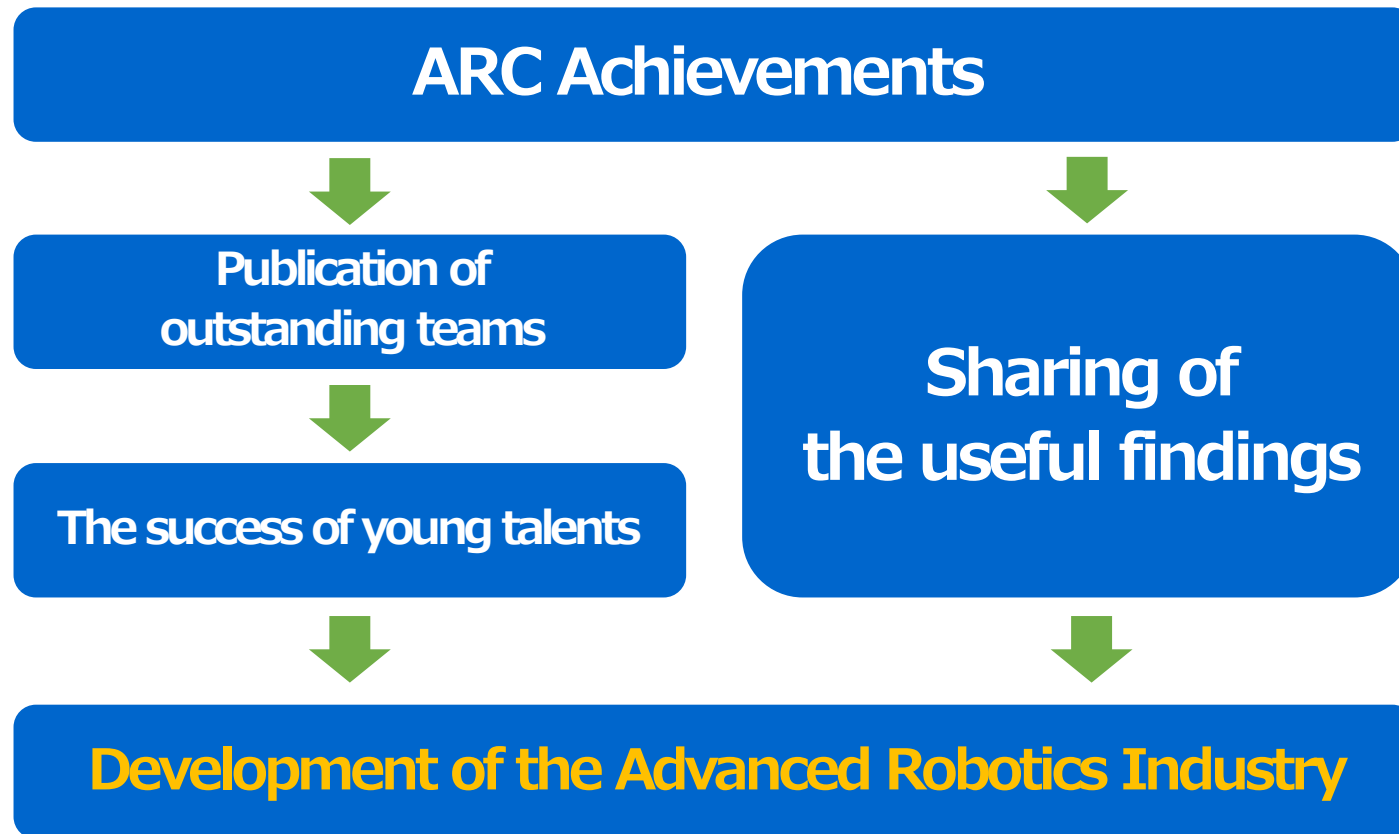 ARC Achievements
Publication of
outstanding teams
The success of young talents
Sharing of
the useful findings
Development of the Advanced Robotics Industry